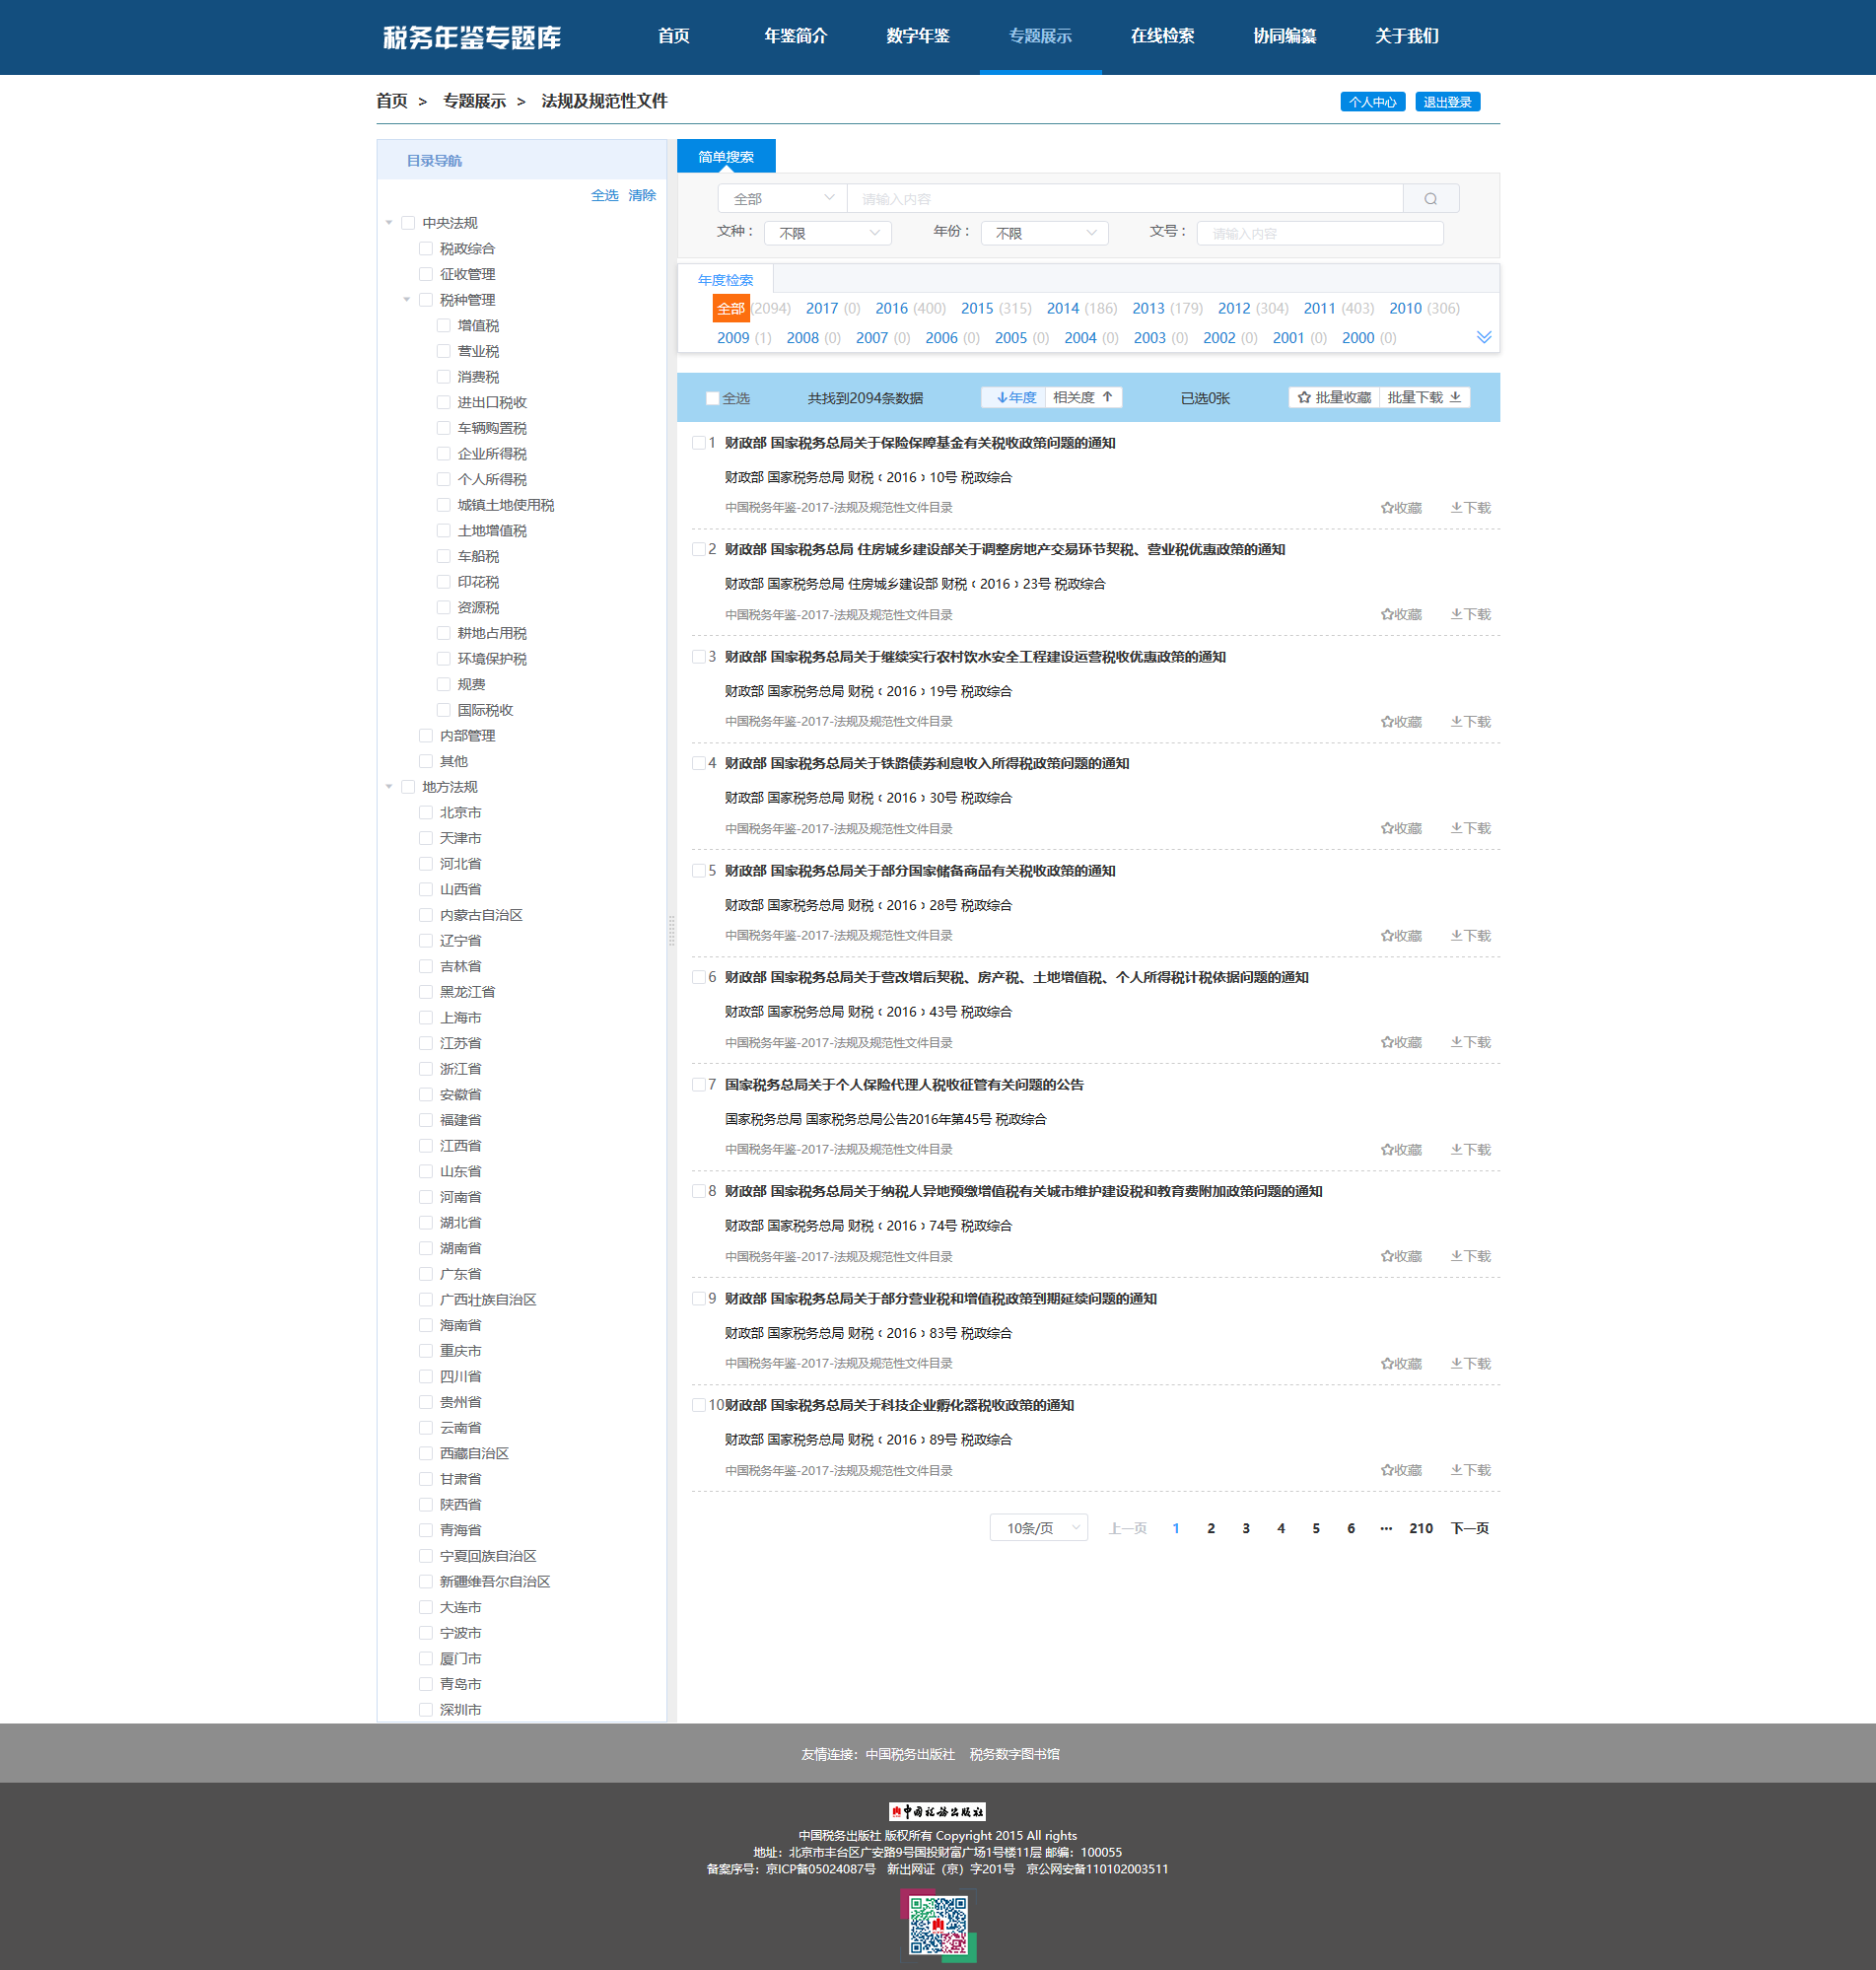 税务年鉴专题库
首页 年鉴简介 数字年鉴 专题展示 在线检索 协同编纂 关于我们
首页 > 专题展示 > 法规及规范性文件
个人中心 退出登录
目录导航
全选 清除
中央法规
税政综合
征收管理
税种管理
增值税
营业税
消费税
进出口税收
车辆购置税
企业所得税
个人所得税
城镇土地使用税
土地增值税
车船税
印花税
资源税
耕地占用税
环境保护税
规费
国际税收
内部管理
其他
地方法规
北京市
天津市
河北省
山西省
内蒙古自治区
辽宁省
吉林省
黑龙江省
上海市
江苏省
浙江省
安徽省
福建省
江西省
山东省
河南省
湖北省
湖南省
广东省
广西壮族自治区
海南省
重庆市
四川省
贵州省
云南省
西藏自治区
甘肃省
陕西省
青海省
宁夏回族自治区
新疆维吾尔自治区
大连市
宁波市
厦门市
青岛市
深圳市
简单搜索
全部 请输入内容
文种： 不限 年份： 不限 文号： 请输入内容
年度检索
全部 (2094) 2017 (0) 2016 (400) 2015 (315) 2014 (186) 2013 (179) 2012 (304) 2011 (403) 2010 (306)
2009 (1) 2008 (0) 2007 (0) 2006 (0) 2005 (0) 2004 (0) 2003 (0) 2002 (0) 2001 (0) 2000 (0)
全选 共找到2094条数据 ↓年度 相关度↑ 已选0张 批量收藏 批量下载
1 财政部 国家税务总局关于保险保障基金有关税收政策问题的通知
财政部 国家税务总局 财税﹝2016﹞10号 税政综合
中国税务年鉴-2017-法规及规范性文件目录 收藏 下载
2 财政部 国家税务总局 住房城乡建设部关于调整房地产交易环节契税、营业税优惠政策的通知
财政部 国家税务总局 住房城乡建设部 财税﹝2016﹞23号 税政综合
中国税务年鉴-2017-法规及规范性文件目录 收藏 下载
3 财政部 国家税务总局关于继续实行农村饮水安全工程建设运营税收优惠政策的通知
财政部 国家税务总局 财税﹝2016﹞19号 税政综合
中国税务年鉴-2017-法规及规范性文件目录 收藏 下载
4 财政部 国家税务总局关于铁路债券利息收入所得税政策问题的通知
财政部 国家税务总局 财税﹝2016﹞30号 税政综合
中国税务年鉴-2017-法规及规范性文件目录 收藏 下载
5 财政部 国家税务总局关于部分国家储备商品有关税收政策的通知
财政部 国家税务总局 财税﹝2016﹞28号 税政综合
中国税务年鉴-2017-法规及规范性文件目录 收藏 下载
6 财政部 国家税务总局关于营改增后契税、房产税、土地增值税、个人所得税计税依据问题的通知
财政部 国家税务总局 财税﹝2016﹞43号 税政综合
中国税务年鉴-2017-法规及规范性文件目录 收藏 下载
7 国家税务总局关于个人保险代理人税收征管有关问题的公告
国家税务总局 国家税务总局公告2016年第45号 税政综合
中国税务年鉴-2017-法规及规范性文件目录 收藏 下载
8 财政部 国家税务总局关于纳税人异地预缴增值税有关城市维护建设税和教育费附加政策问题的通知
财政部 国家税务总局 财税﹝2016﹞74号 税政综合
中国税务年鉴-2017-法规及规范性文件目录 收藏 下载
9 财政部 国家税务总局关于部分营业税和增值税政策到期延续问题的通知
财政部 国家税务总局 财税﹝2016﹞83号 税政综合
中国税务年鉴-2017-法规及规范性文件目录 收藏 下载
10 财政部 国家税务总局关于科技企业孵化器税收政策的通知
财政部 国家税务总局 财税﹝2016﹞89号 税政综合
中国税务年鉴-2017-法规及规范性文件目录 收藏 下载
10条/页 上一页 1 2 3 4 5 6 ··· 210 下一页
友情连接：中国税务出版社 税务数字图书馆
中国税务出版社
中国税务出版社 版权所有 Copyright 2015 All rights
地址：北京市丰台区广安路9号国投财富广场1号楼11层 邮编：100055
备案序号：京ICP备05024087号 新出网证（京）字201号 京公网安备110102003511